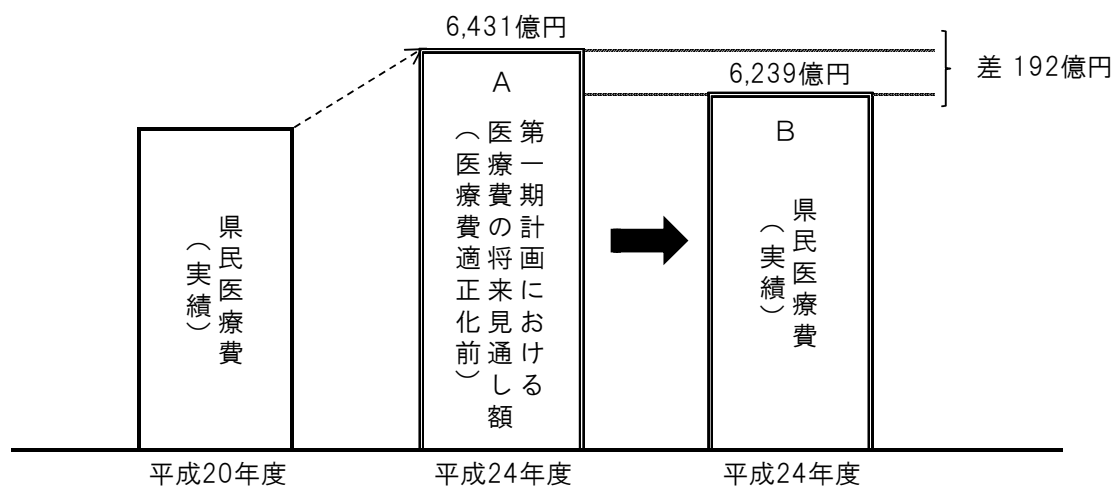 6,431億円
差 192億円
6,239億円
A
第一期計画における
医療費の将来見通し額
（医療費適正化前）
B
県民医療費
（実績）
県民医療費
（実績）
平成20年度
平成24年度
平成24年度